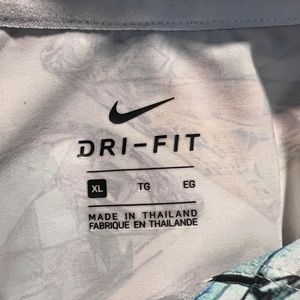 DRI-FIT
XL TG EG
MADE IN THAILAND
FABRIQUE EN THAILANDE